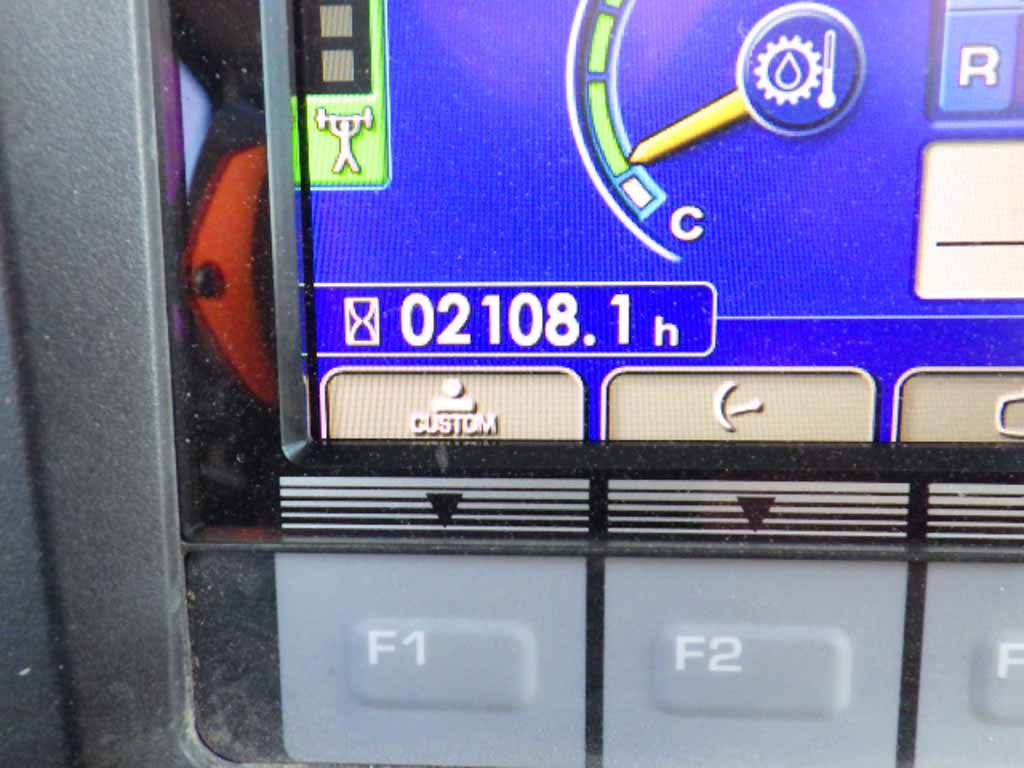 R
C
02108.1 h
CUSTOM
F1 F2 F